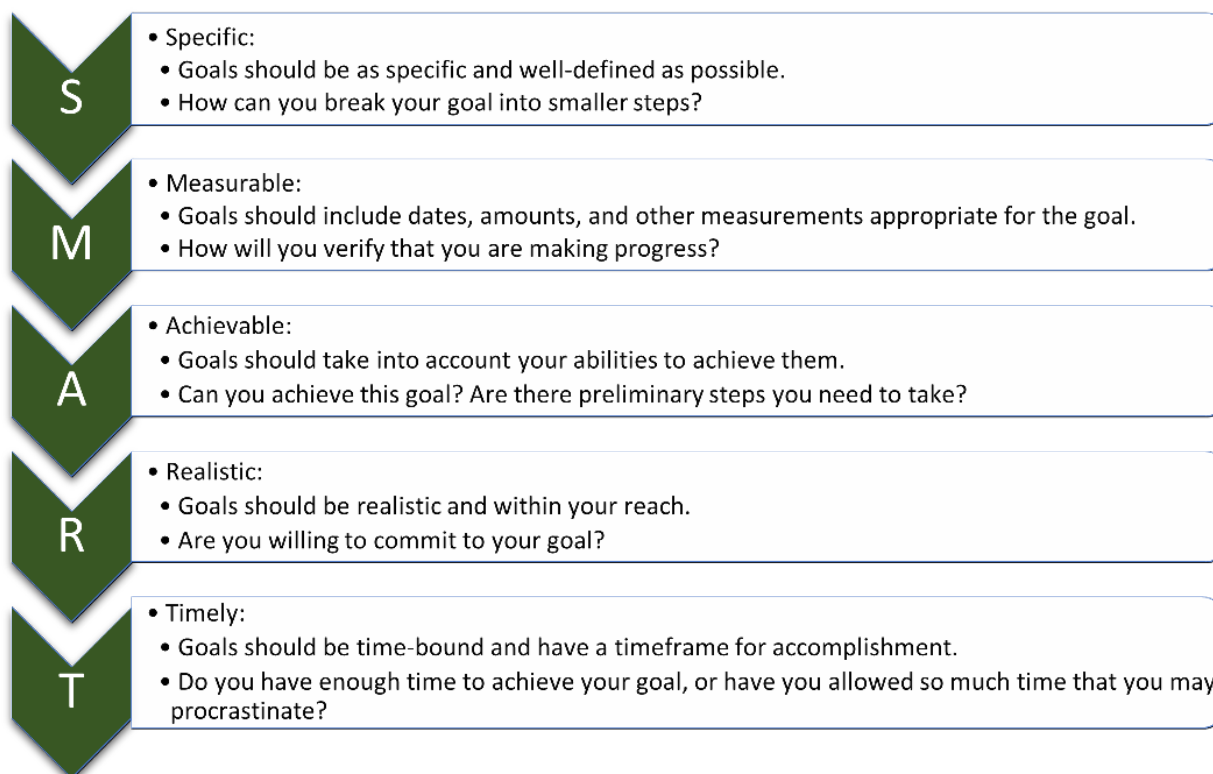 S
• Specific:
• Goals should be as specific and well-defined as possible.
• How can you break your goal into smaller steps?
M
• Measurable:
• Goals should include dates, amounts, and other measurements appropriate for the goal.
• How will you verify that you are making progress?
A
• Achievable:
• Goals should take into account your abilities to achieve them.
• Can you achieve this goal? Are there preliminary steps you need to take?
R
• Realistic:
• Goals should be realistic and within your reach.
• Are you willing to commit to your goal?
T
• Timely:
• Goals should be time-bound and have a timeframe for accomplishment.
• Do you have enough time to achieve your goal, or have you allowed so much time that you may
procrastinate?